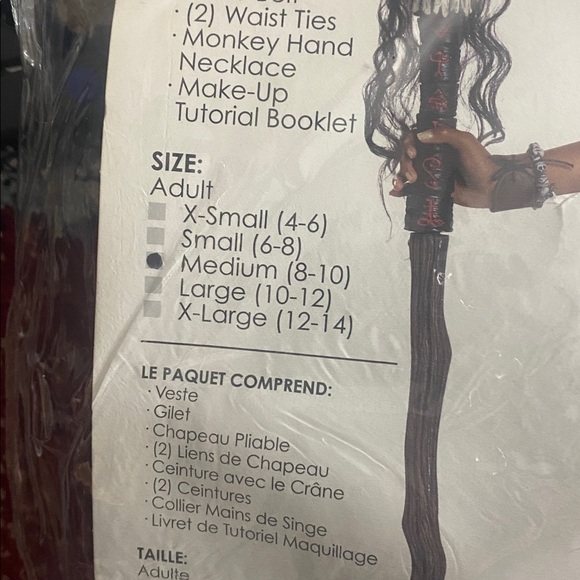 · (2) Waist Ties
· Monkey Hand
Necklace
· Make-Up
Tutorial Booklet
SIZE:
Adult
X-Small (4-6)
Small (6-8)
Medium (8-10)
Large (10-12)
X-Large (12-14)
LE PAQUET COMPREND:
· Veste
· Gilet
· Chapeau Pliable
· (2) Liens de Chapeau
· Ceinture avec le Crâne
· (2) Ceintures
· Collier Mains de Singe
· Livret de Tutoriel Maquillage
TAILLE:
Adulte